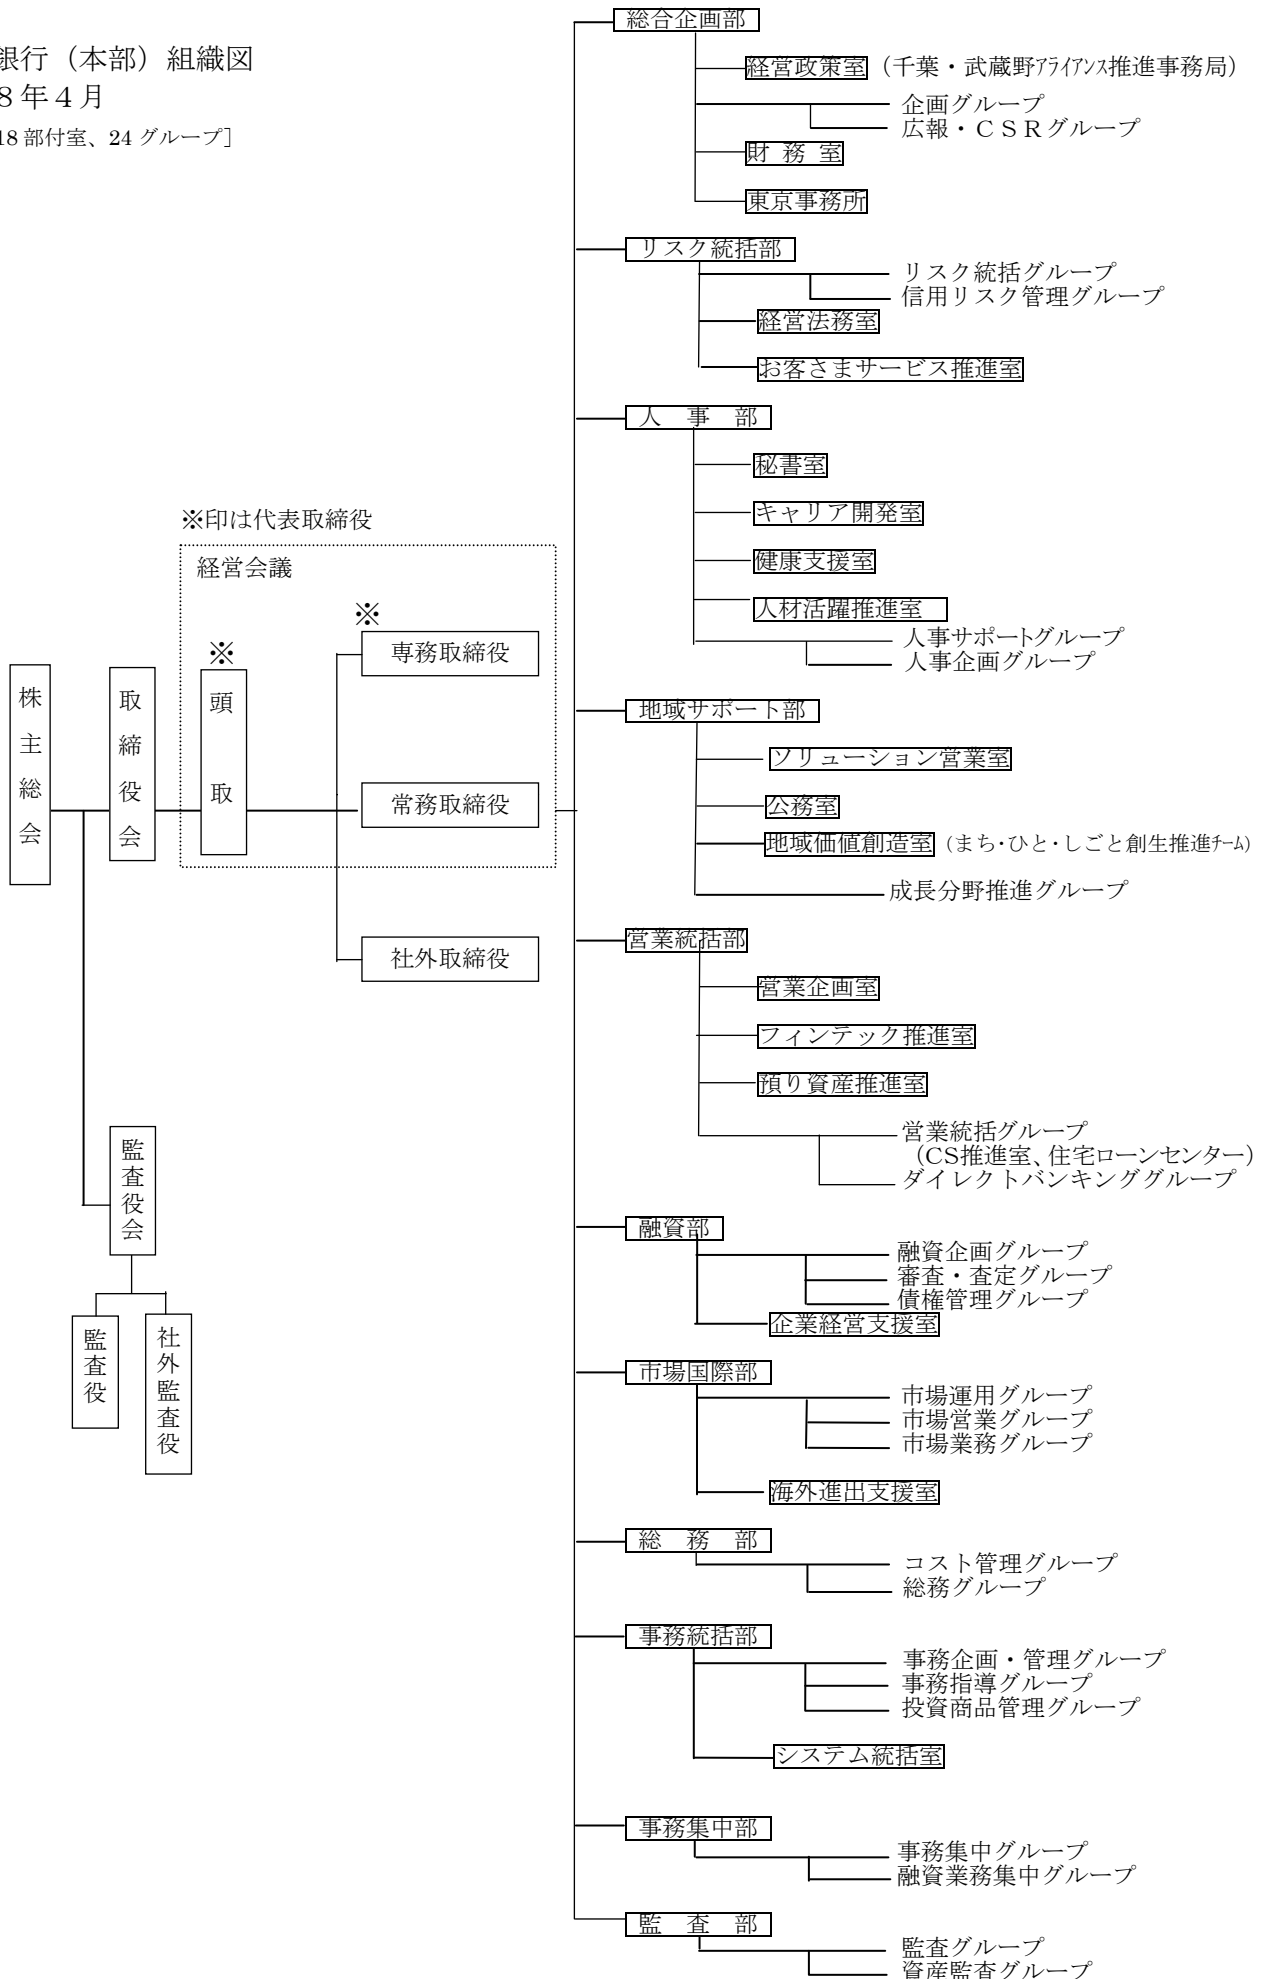 銀行（本部）組織図
8年４月
18部付室、24グループ］
※印は代表取締役
経営会議
株主総会
取締役会
※
頭取
※
専務取締役
常務取締役
社外取締役
監査役会
監査役
社外監査役
総合企画部
経営政策室（千葉・武蔵野ｱﾗｲｱﾝｽ推進事務局）
企画グループ
広報・ＣＳＲグループ
財務室
東京事務所
リスク統括部
リスク統括グループ
信用リスク管理グループ
経営法務室
お客さまサービス推進室
人事部
秘書室
キャリア開発室
健康支援室
人材活躍推進室
人事サポートグループ
人事企画グループ
地域サポート部
ソリューション営業室
公務室
地域価値創造室（まち・ひと・しごと創生推進ﾁｰﾑ）
成長分野推進グループ
営業統括部
営業企画室
フィンテック推進室
預り資産推進室
営業統括グループ
（CS推進室、住宅ローンセンター）
ダイレクトバンキンググループ
融資部
融資企画グループ
審査・査定グループ
債権管理グループ
企業経営支援室
市場国際部
市場運用グループ
市場営業グループ
市場業務グループ
海外進出支援室
総務部
コスト管理グループ
総務グループ
事務統括部
事務企画・管理グループ
事務指導グループ
投資商品管理グループ
システム統括室
事務集中部
事務集中グループ
融資業務集中グループ
監査部
監査グループ
資産監査グループ